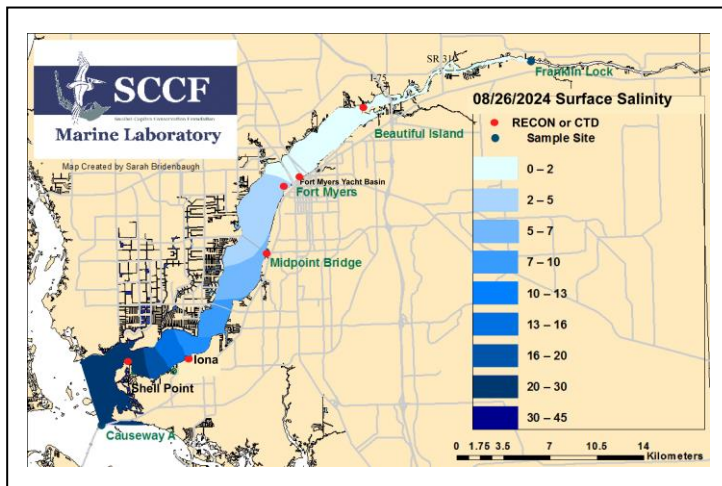 SCCF
Sanibel-Captiva Conservation Foundation
Marine Laboratory
Map Created by Sarah Bridenbaugh
SR 31
I-75
Franklin Lock
Beautiful Island
Fort Myers Yacht Basin
Fort Myers
Midpoint Bridge
Iona
Shell Point
Causeway A
08/26/2024 Surface Salinity
RECON or CTD
Sample Site
0 – 2
2 – 5
5 – 7
7 – 10
10 – 13
13 – 16
16 – 20
20 – 30
30 – 45
0 1.75 3.5 7 10.5 14
Kilometers